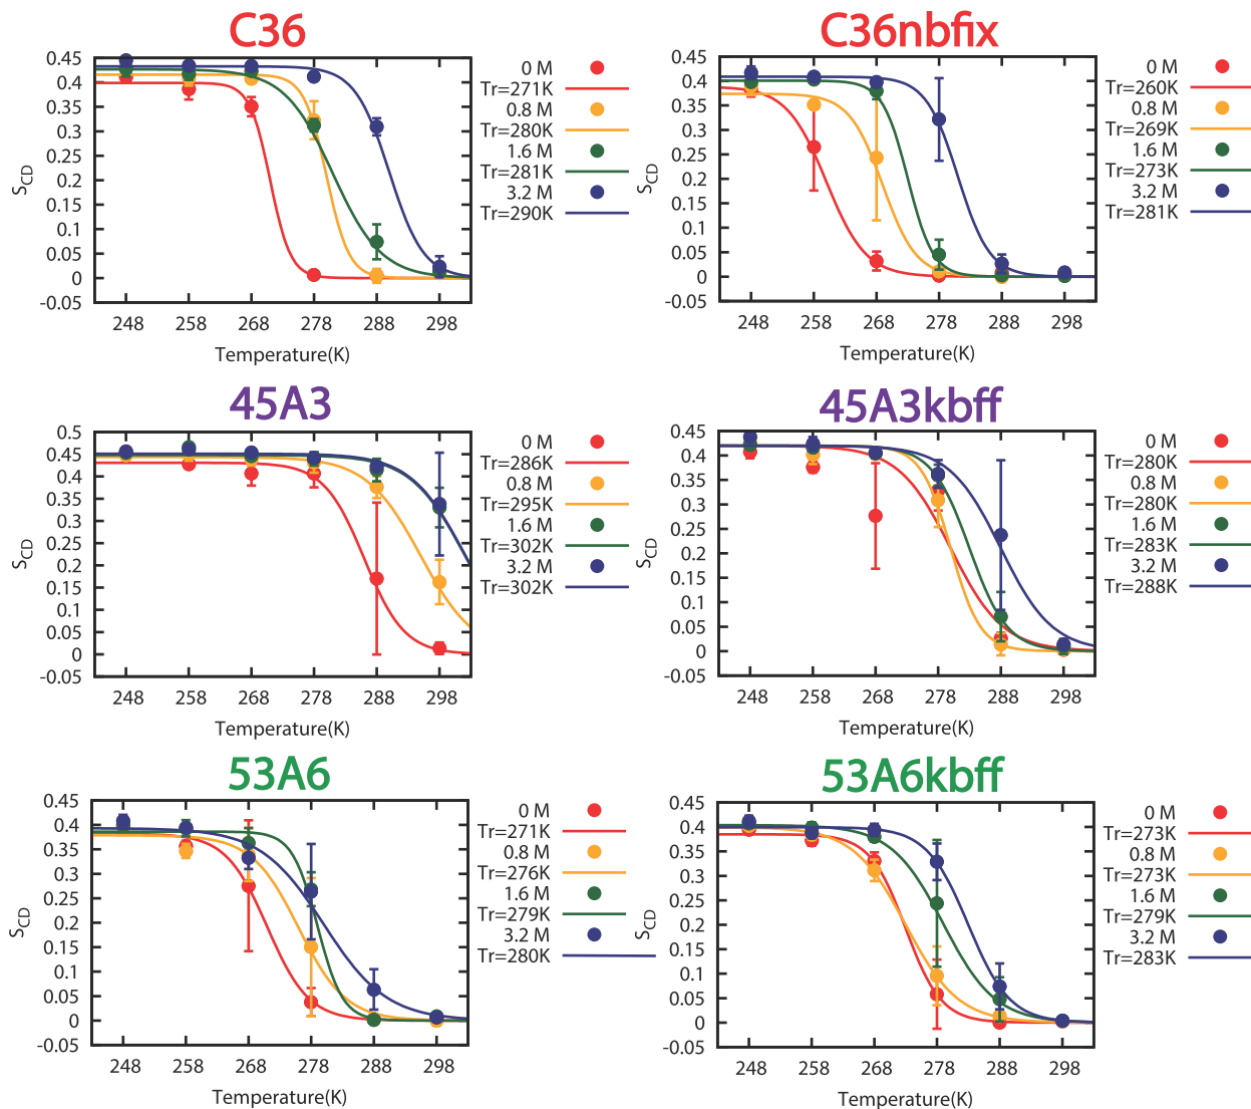 C36
0.45
0.4
0.35
0.3
0.25
0.2
0.15
0.1
0.05
0
-0.05
S_CD
248 258 268 278 288 298
Temperature(K)
0 M
Tr=271K
0.8 M
Tr=280K
1.6 M
Tr=281K
3.2 M
Tr=290K
C36nbfix
0.45
0.4
0.35
0.3
0.25
0.2
0.15
0.1
0.05
0
-0.05
S_CD
248 258 268 278 288 298
Temperature(K)
0 M
Tr=260K
0.8 M
Tr=269K
1.6 M
Tr=273K
3.2 M
Tr=281K
45A3
0.5
0.45
0.4
0.35
0.3
0.25
0.2
0.15
0.1
0.05
0
-0.05
S_CD
248 258 268 278 288 298
Temperature(K)
0 M
Tr=286K
0.8 M
Tr=295K
1.6 M
Tr=302K
3.2 M
Tr=302K
45A3kbff
0.45
0.4
0.35
0.3
0.25
0.2
0.15
0.1
0.05
0
-0.05
S_CD
248 258 268 278 288 298
Temperature(K)
0 M
Tr=280K
0.8 M
Tr=280K
1.6 M
Tr=283K
3.2 M
Tr=288K
53A6
0.45
0.4
0.35
0.3
0.25
0.2
0.15
0.1
0.05
0
-0.05
S_CD
248 258 268 278 288 298
Temperature(K)
0 M
Tr=271K
0.8 M
Tr=276K
1.6 M
Tr=279K
3.2 M
Tr=280K
53A6kbff
0.45
0.4
0.35
0.3
0.25
0.2
0.15
0.1
0.05
0
-0.05
S_CD
248 258 268 278 288 298
Temperature(K)
0 M
Tr=273K
0.8 M
Tr=273K
1.6 M
Tr=279K
3.2 M
Tr=283K